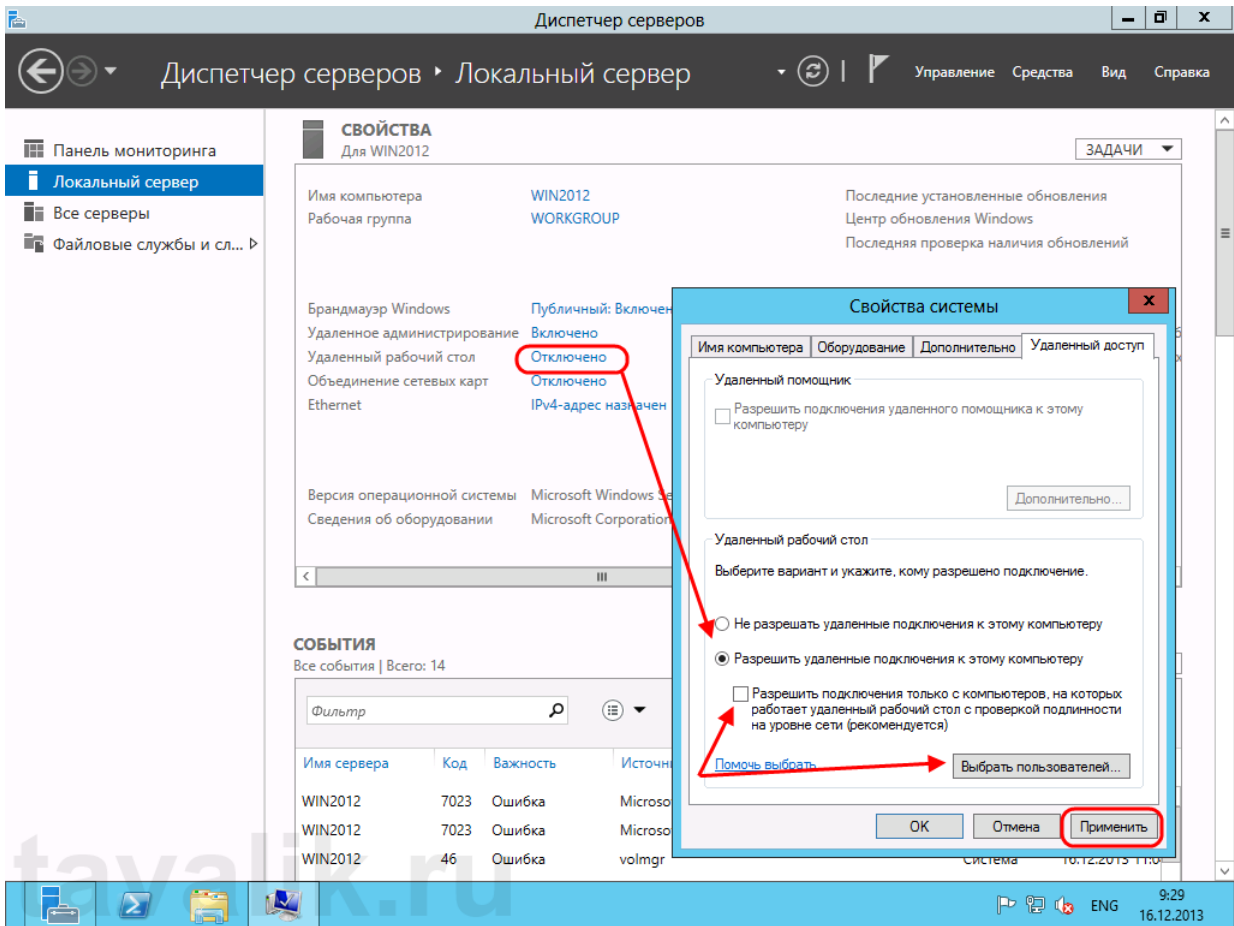 Диспетчер серверов
Диспетчер серверов ‣ Локальный сервер
Управление Средства Вид Справка
Панель мониторинга
Локальный сервер
Все серверы
Файловые службы и сл...
СВОЙСТВА
Для WIN2012
ЗАДАЧИ
Имя компьютера WIN2012 Последние установленные обновления
Рабочая группа WORKGROUP Центр обновления Windows
Последняя проверка наличия обновлений
Брандмауэр Windows Публичный: Включен
Удаленное администрирование Включено
Удаленный рабочий стол Отключено
Объединение сетевых карт Отключено
Ethernet IPv4-адрес назначен
Версия операционной системы Microsoft Windows Se
Сведения об оборудовании Microsoft Corporation
СОБЫТИЯ
Все события | Всего: 14
Фильтр
Имя сервера Код Важность Источни
WIN2012 7023 Ошибка Microso
WIN2012 7023 Ошибка Microso
WIN2012 46 Ошибка volmgr Система 16.12.2013 11:0
Свойства системы
Имя компьютера Оборудование Дополнительно Удаленный доступ
Удаленный помощник
Разрешить подключения удаленного помощника к этому
компьютеру
Дополнительно...
Удаленный рабочий стол
Выберите вариант и укажите, кому разрешено подключение.
Не разрешать удаленные подключения к этому компьютеру
Разрешить удаленные подключения к этому компьютеру
Разрешить подключения только с компьютеров, на которых
работает удаленный рабочий стол с проверкой подлинности
на уровне сети (рекомендуется)
Помочь выбрать
Выбрать пользователей...
OK Отмена Применить
tavalik.ru
ENG
9:29
16.12.2013